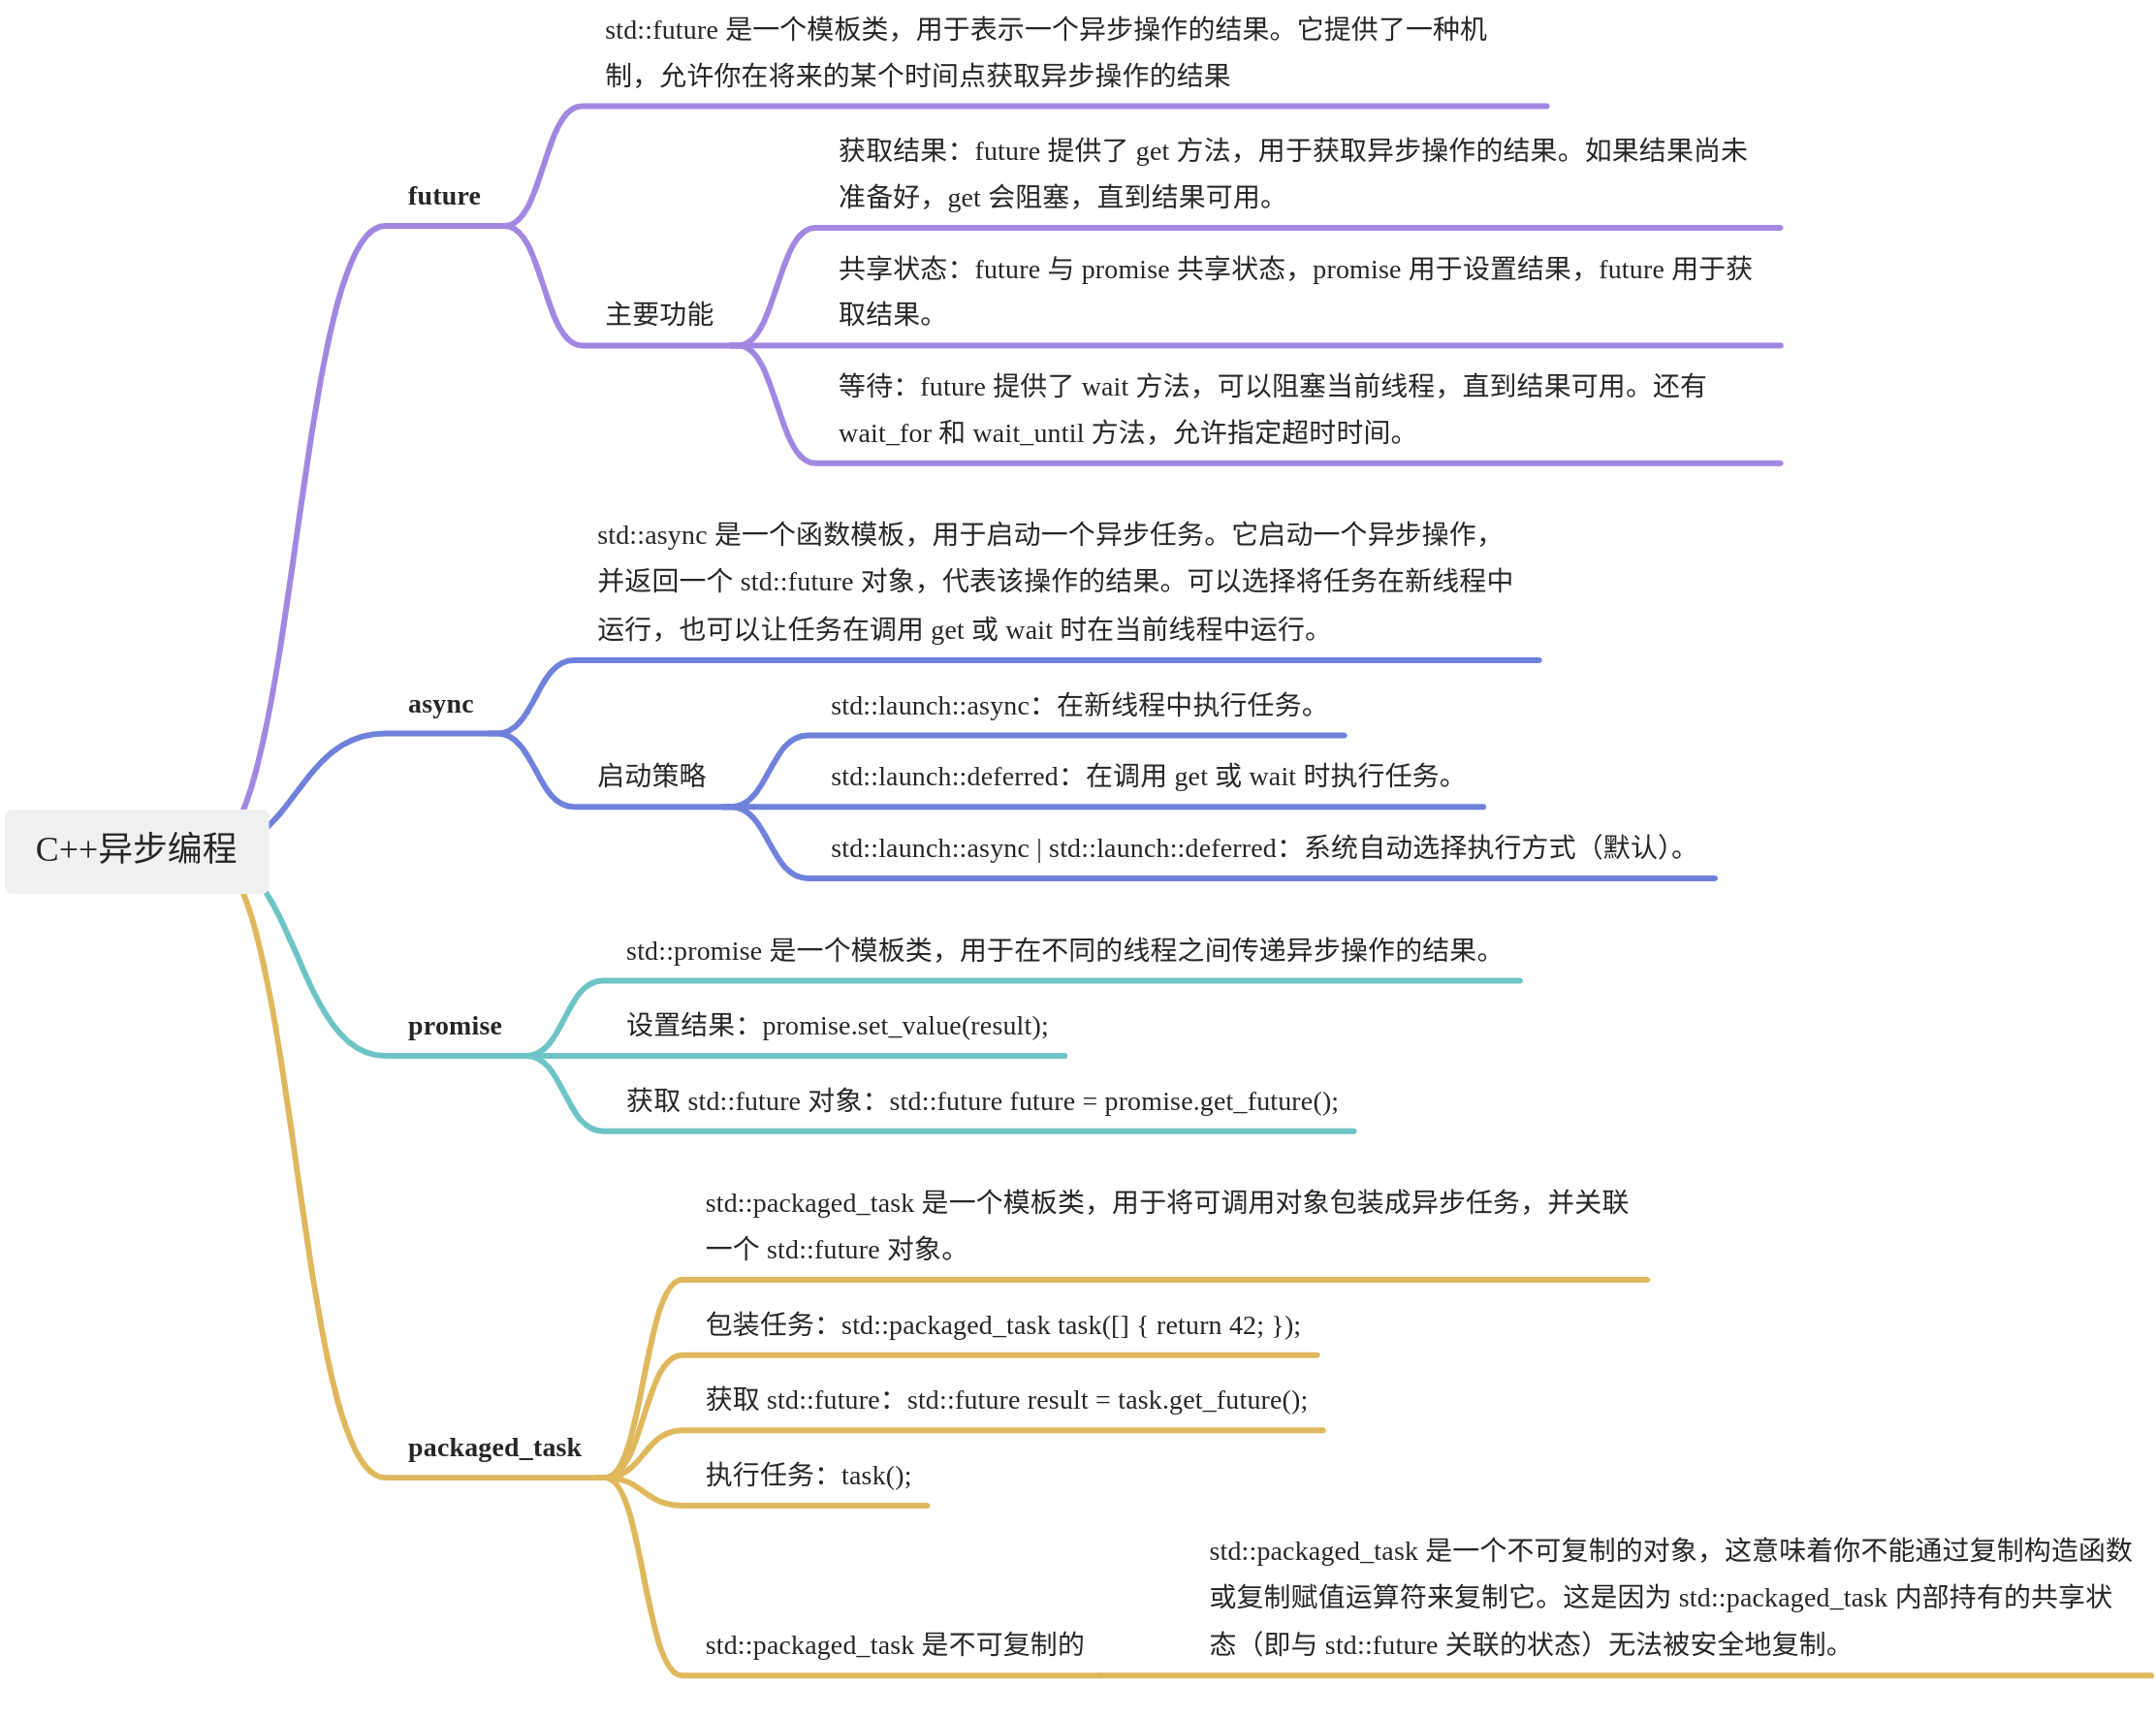 std::future 是一个模板类，用于表示一个异步操作的结果。它提供了一种机
制，允许你在将来的某个时间点获取异步操作的结果
future
获取结果：future 提供了 get 方法，用于获取异步操作的结果。如果结果尚未
准备好，get 会阻塞，直到结果可用。
主要功能
共享状态：future 与 promise 共享状态，promise 用于设置结果，future 用于获
取结果。
等待：future 提供了 wait 方法，可以阻塞当前线程，直到结果可用。还有
wait_for 和 wait_until 方法，允许指定超时时间。
std::async 是一个函数模板，用于启动一个异步任务。它启动一个异步操作，
并返回一个 std::future 对象，代表该操作的结果。可以选择将任务在新线程中
运行，也可以让任务在调用 get 或 wait 时在当前线程中运行。
async
启动策略
std::launch::async：在新线程中执行任务。
std::launch::deferred：在调用 get 或 wait 时执行任务。
std::launch::async | std::launch::deferred：系统自动选择执行方式（默认）。
C++异步编程
std::promise 是一个模板类，用于在不同的线程之间传递异步操作的结果。
promise
设置结果：promise.set_value(result);
获取 std::future 对象：std::future future = promise.get_future();
std::packaged_task 是一个模板类，用于将可调用对象包装成异步任务，并关联
一个 std::future 对象。
包装任务：std::packaged_task task([] { return 42; });
获取 std::future：std::future result = task.get_future();
packaged_task
执行任务：task();
std::packaged_task 是不可复制的
std::packaged_task 是一个不可复制的对象，这意味着你不能通过复制构造函数
或复制赋值运算符来复制它。这是因为 std::packaged_task 内部持有的共享状
态（即与 std::future 关联的状态）无法被安全地复制。